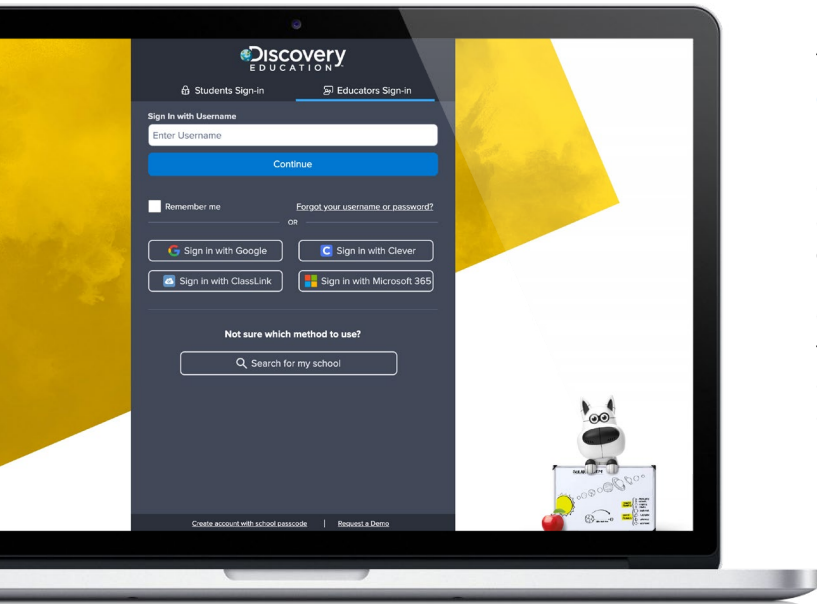 Discovery
EDUCATION
Students Sign-in Educators Sign-in
Sign In with Username
Enter Username
Continue
Remember me Forgot your username or password?
OR
Sign in with Google Sign in with Clever
Sign in with ClassLink Sign in with Microsoft 365
Not sure which method to use?
Search for my school
Create account with school passcode | Request a Demo